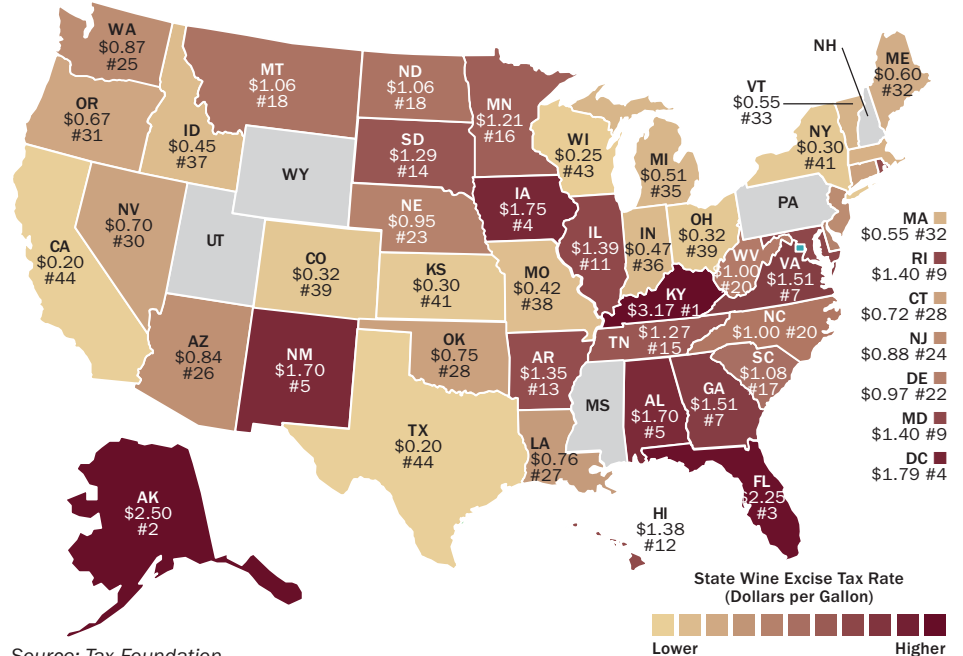 WA
$0.87
#25
MT
$1.06
#18
ND
$1.06
#18
MN
$1.21
#16
NH
ME
$0.60
#32
VT
$0.55
#33
OR
$0.67
#31
ID
$0.45
#37
SD
$1.29
#14
WI
$0.25
#43
MI
$0.51
#35
NY
$0.30
#41
WY
NV
$0.70
#30
UT
NE
$0.95
#23
IA
$1.75
#4
IL
$1.39
#11
IN
$0.47
#36
OH
$0.32
#39
PA
CA
$0.20
#44
CO
$0.32
#39
KS
$0.30
#41
MO
$0.42
#38
KY
$3.17 #1
WV
$1.00
#20
VA
$1.51
#7
MA
$0.55 #32
RI
$1.40 #9
CT
$0.72 #28
NJ
$0.88 #24
DE
$0.97 #22
MD
$1.40 #9
DC
$1.79 #4
AZ
$0.84
#26
NM
$1.70
#5
OK
$0.75
#28
AR
$1.35
#13
TN
$1.27
#15
NC
$1.00 #20
SC
$1.08
#17
TX
$0.20
#44
LA
$0.76
#27
MS
AL
$1.70
#5
GA
$1.51
#7
FL
$2.25
#3
AK
$2.50
#2
HI
$1.38
#12
State Wine Excise Tax Rate
(Dollars per Gallon)
Lower
Higher
Source: Tax Foundation